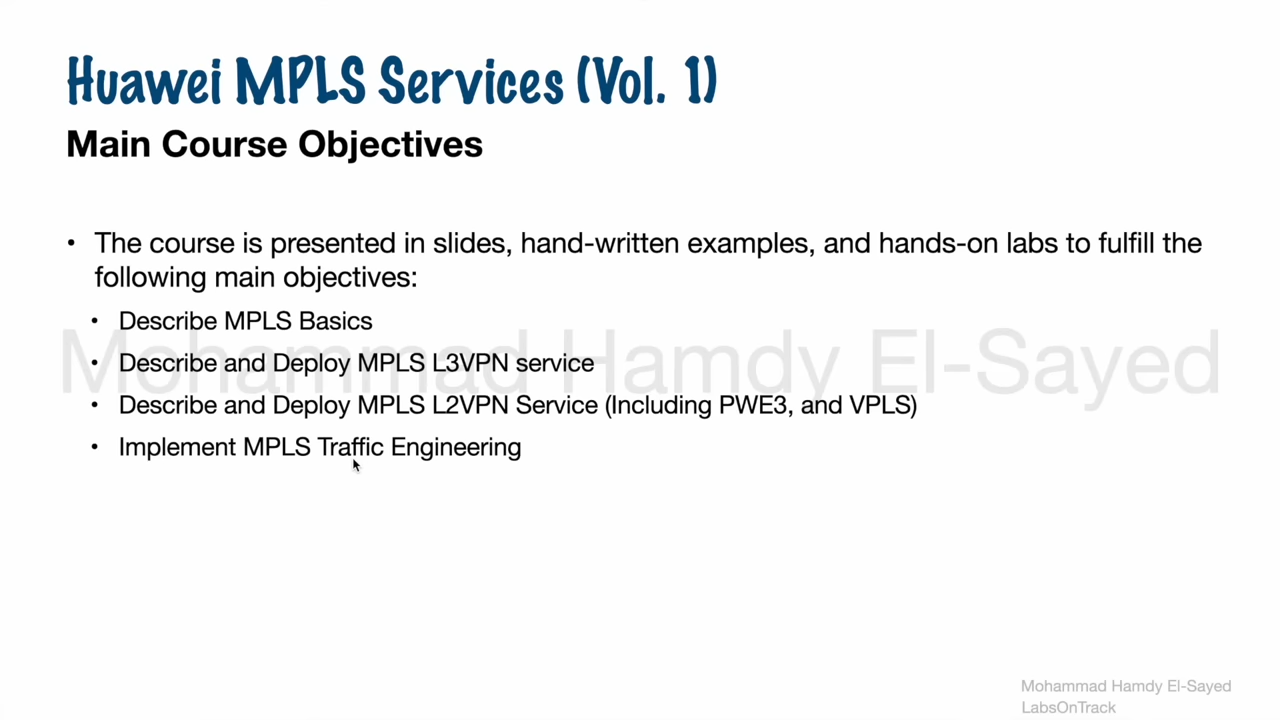 Huawei MPLS Services (Vol. 1)
Main Course Objectives
• The course is presented in slides, hand-written examples, and hands-on labs to fulfill the
following main objectives:
• Describe MPLS Basics
• Describe and Deploy MPLS L3VPN service
Mohammad Hamdy El-Sayed
• Describe and Deploy MPLS L2VPN Service (Including PWE3, and VPLS)
• Implement MPLS Traffic Engineering
Mohammad Hamdy El-Sayed
LabsOnTrack